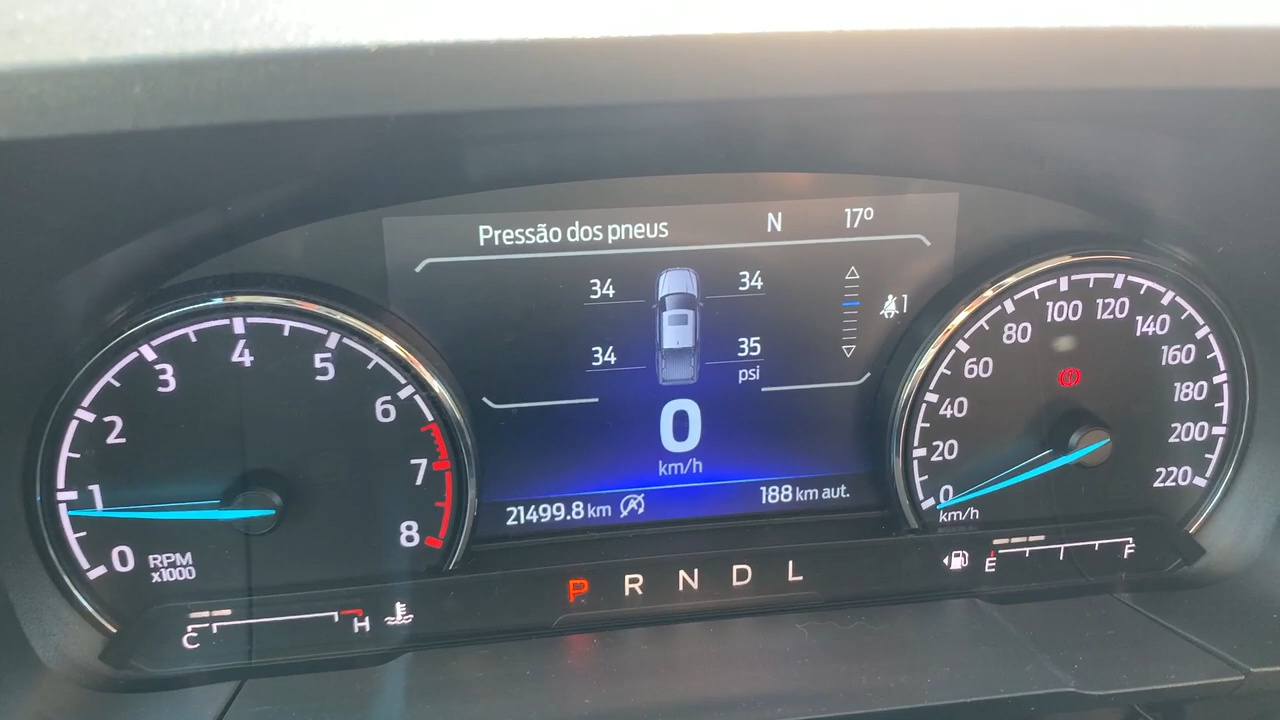 Pressão dos pneus N 17º
34 34
34 35
psi
1
0
km/h
21499.8 km 188 km aut.
P R N D L
0 1 2 3 4 5 6 7 8
RPM
x1000
C H
0 20 40 60 80 100 120 140 160 180 200 220
km/h
E F